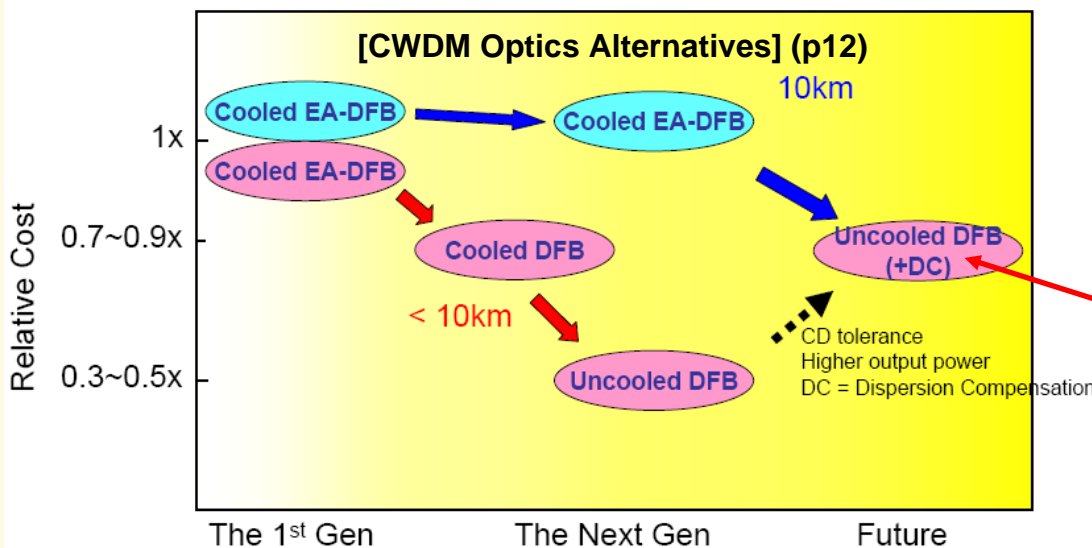 [CWDM Optics Alternatives] (p12)
10km
Cooled EA-DFB
Cooled EA-DFB
1x
Cooled EA-DFB
Relative Cost
0.7~0.9x
Cooled DFB
Uncooled DFB
(+DC)
< 10km
CD tolerance
Higher output power
DC = Dispersion Compensation
0.3~0.5x
Uncooled DFB
The 1st Gen
The Next Gen
Future